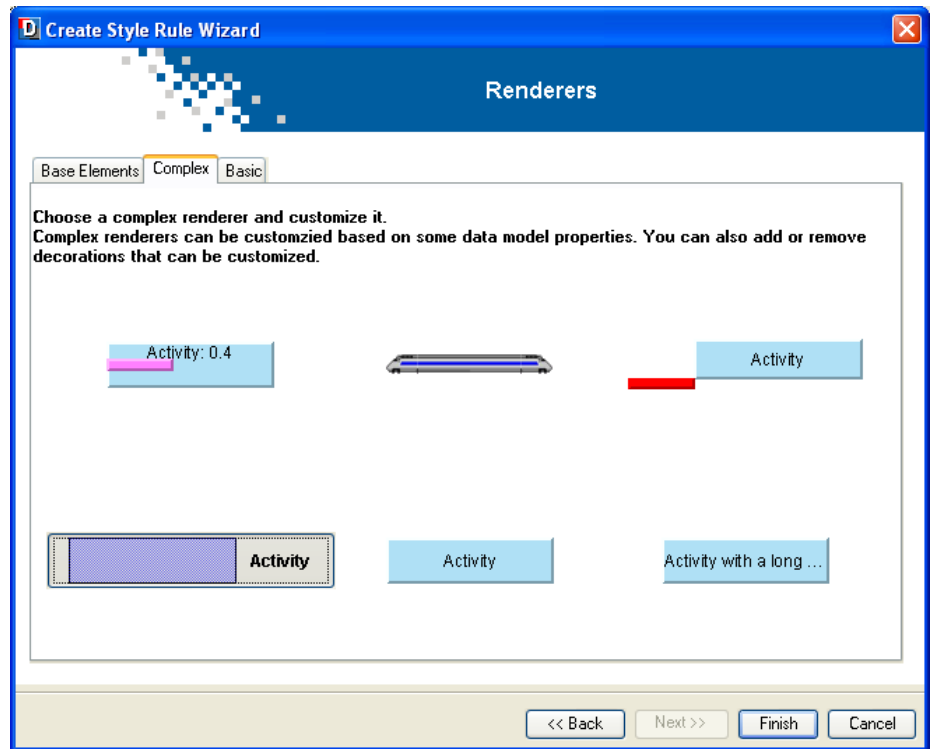 D Create Style Rule Wizard
Renderers
Base Elements Complex Basic
Choose a complex renderer and customize it.
Complex renderers can be customzied based on some data model properties. You can also add or remove
decorations that can be customized.
Activity: 0.4
Activity
Activity
Activity
Activity with a long ...
<< Back Next >> Finish Cancel